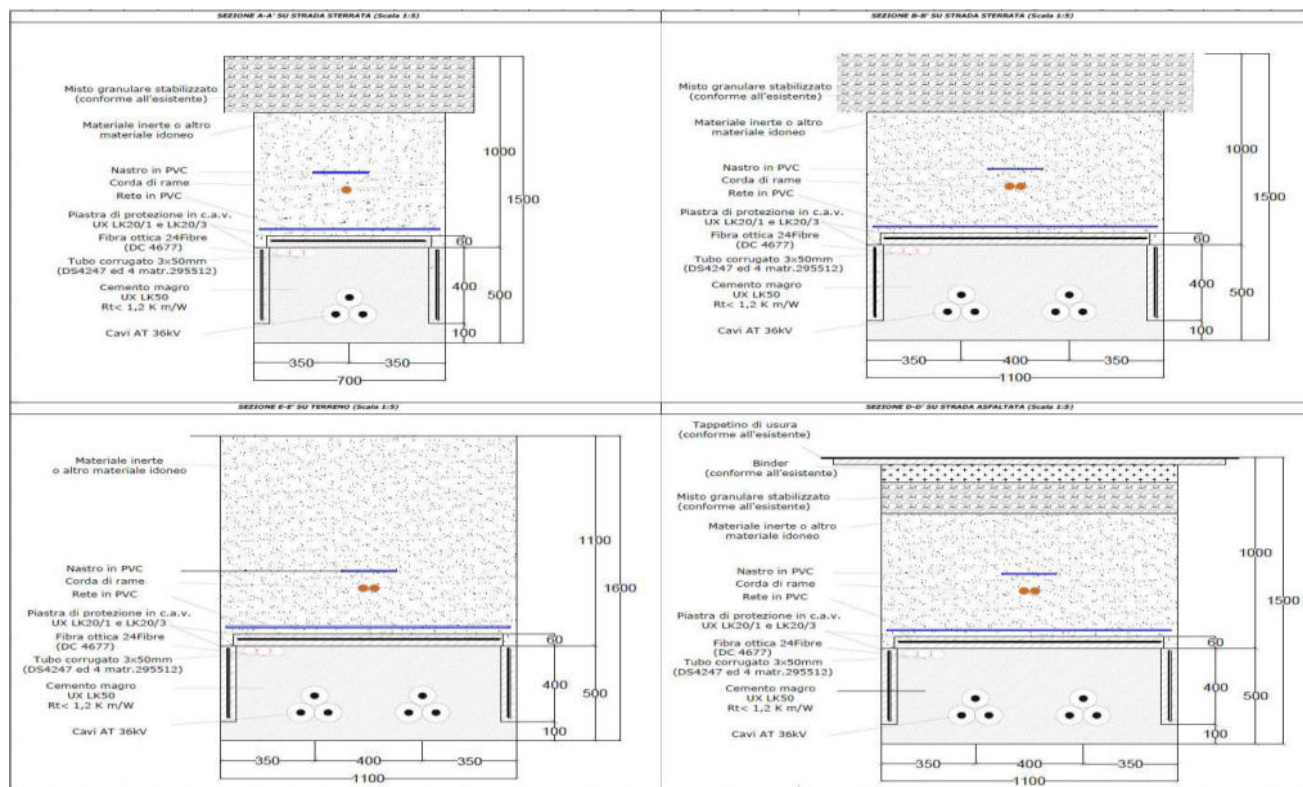 SEZIONE A-A' SU STRADA STERRATA (Scala 1:5)
Misto granulare stabilizzato
(conforme all'esistente)
Materiale inerte o altro
materiale idoneo
Nastro in PVC
Corda di rame
Rete in PVC
Piastra di protezione in c.a.v.
UX LK20/1 e LK20/3
Fibra ottica 24Fibre
(DC 4677)
Tubo corrugato 3x50mm
(DS4247 ed 4 matr.295512)
Cemento magro
UX LK50
Rt< 1,2 K m/W
Cavi AT 36kV
1000
1500
60
400
500
100
350
350
700
SEZIONE B-B' SU STRADA STERRATA (Scala 1:5)
Misto granulare stabilizzato
(conforme all'esistente)
Materiale inerte o altro
materiale idoneo
Nastro in PVC
Corda di rame
Rete in PVC
Piastra di protezione in c.a.v.
UX LK20/1 e LK20/3
Fibra ottica 24Fibre
(DC 4677)
Tubo corrugato 3x50mm
(DS4247 ed 4 matr.295512)
Cemento magro
UX LK50
Rt< 1,2 K m/W
Cavi AT 36kV
1000
1500
60
400
500
100
350
400
350
1100
SEZIONE E-E' SU TERRENO (Scala 1:5)
Materiale inerte
o altro materiale idoneo
Nastro in PVC
Corda di rame
Rete in PVC
Piastra di protezione in c.a.v.
UX LK20/1 e LK20/3
Fibra ottica 24Fibre
(DC 4677)
Tubo corrugato 3x50mm
(DS4247 ed 4 matr.295512)
Cemento magro
UX LK50
Rt< 1,2 K m/W
Cavi AT 36kV
1100
1600
60
400
500
100
350
400
350
1100
SEZIONE D-D' SU STRADA ASFALTATA (Scala 1:5)
Tappetino di usura
(conforme all'esistente)
Binder
(conforme all'esistente)
Misto granulare stabilizzato
(conforme all'esistente)
Materiale inerte o altro
materiale idoneo
Nastro in PVC
Corda di rame
Rete in PVC
Piastra di protezione in c.a.v.
UX LK20/1 e LK20/3
Fibra ottica 24Fibre
(DC 4677)
Tubo corrugato 3x50mm
(DS4247 ed 4 matr.295512)
Cemento magro
UX LK50
Rt< 1,2 K m/W
Cavi AT 36kV
1000
1500
60
400
500
100
350
400
350
1100